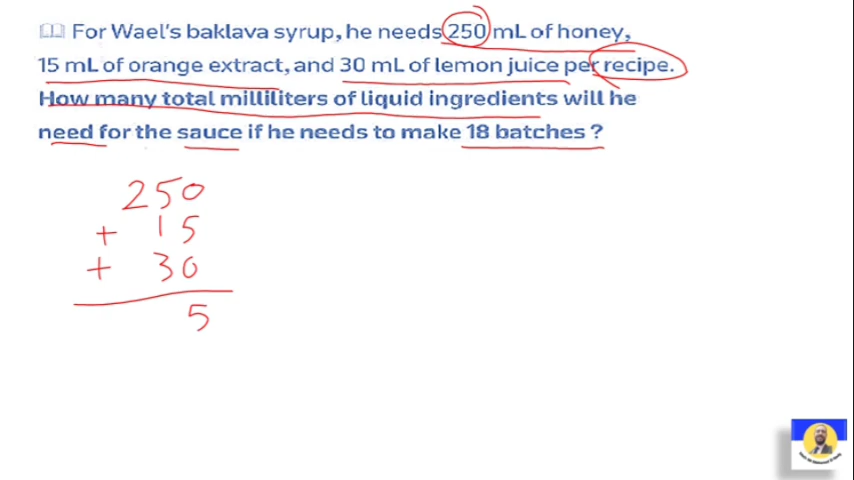 For Wael's baklava syrup, he needs 250 mL of honey,
15 mL of orange extract, and 30 mL of lemon juice per recipe.
How many total milliliters of liquid ingredients will he
need for the sauce if he needs to make 18 batches ?
250
+ 15
+ 30
5